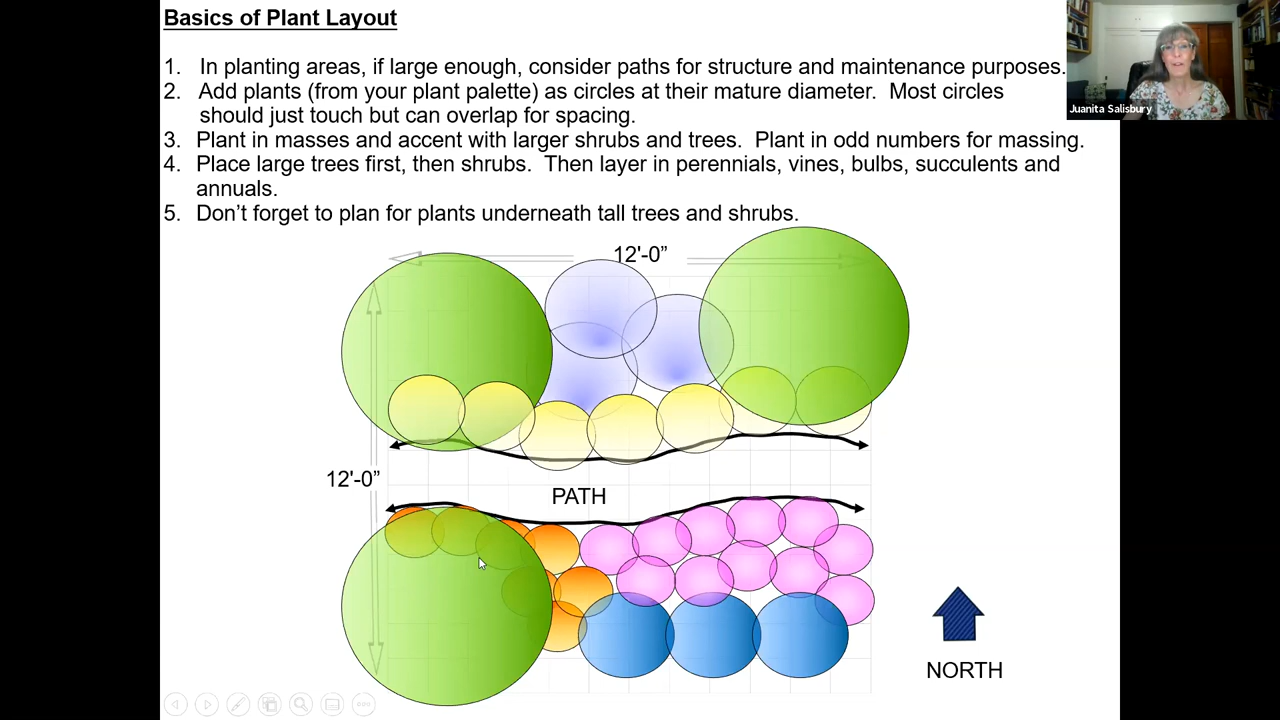 Basics of Plant Layout
1. In planting areas, if large enough, consider paths for structure and maintenance purposes.
2. Add plants (from your plant palette) as circles at their mature diameter. Most circles
should just touch but can overlap for spacing.
3. Plant in masses and accent with larger shrubs and trees. Plant in odd numbers for massing.
4. Place large trees first, then shrubs. Then layer in perennials, vines, bulbs, succulents and
annuals.
5. Don’t forget to plan for plants underneath tall trees and shrubs.
Juanita Salisbury
12'-0”
12'-0”
PATH
NORTH